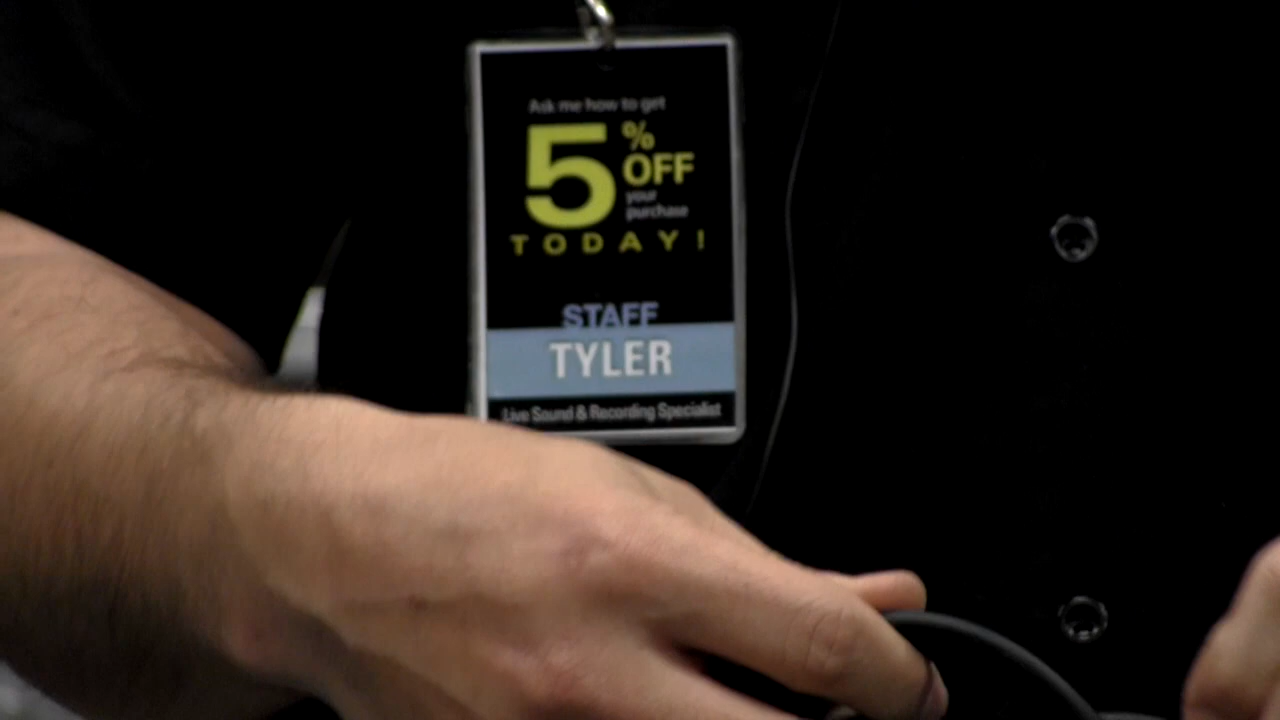 Ask me how to get
5% OFF
your
purchase
TODAY!
STAFF
TYLER
Live Sound & Recording Specialist